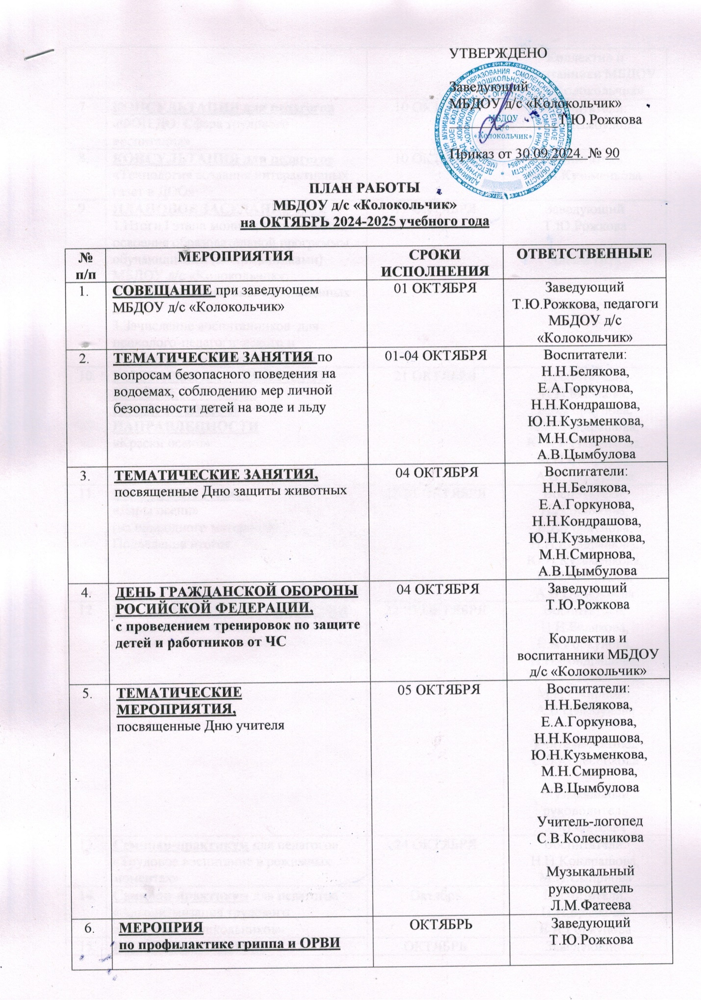 УТВЕРЖДЕНО
Заведующий
МБДОУ д/с «Колокольчик»
Т.Ю.Рожкова
МБДОУ
д/с
«Колокольчик»
Приказ от 30.09.2024. № 90
ПЛАН РАБОТЫ
МБДОУ д/с «Колокольчик»
на ОКТЯБРЬ 2024-2025 учебного года
№ п/п
МЕРОПРИЯТИЯ
СРОКИ
ИСПОЛНЕНИЯ
ОТВЕТСТВЕННЫЕ
1.
СОВЕЩАНИЕ при заведующем
МБДОУ д/с «Колокольчик»
01 ОКТЯБРЯ
Заведующий
Т.Ю.Рожкова, педагоги
МБДОУ д/с
«Колокольчик»
2.
ТЕМАТИЧЕСКИЕ ЗАНЯТИЯ по
вопросам безопасного поведения на
водоемах, соблюдению мер личной
безопасности детей на воде и льду
01-04 ОКТЯБРЯ
Воспитатели:
Н.Н.Белякова,
Е.А.Горкунова,
Н.Н.Кондрашова,
Ю.Н.Кузьменкова,
М.Н.Смирнова,
А.В.Цымбулова
3.
ТЕМАТИЧЕСКИЕ ЗАНЯТИЯ,
посвященные Дню защиты животных
04 ОКТЯБРЯ
Воспитатели:
Н.Н.Белякова,
Е.А.Горкунова,
Н.Н.Кондрашова,
Ю.Н.Кузьменкова,
М.Н.Смирнова,
А.В.Цымбулова
4.
ДЕНЬ ГРАЖДАНСКОЙ ОБОРОНЫ
РОСИЙСКОЙ ФЕДЕРАЦИИ,
с проведением тренировок по защите
детей и работников от ЧС
04 ОКТЯБРЯ
Заведующий
Т.Ю.Рожкова
Коллектив и
воспитанники МБДОУ
д/с «Колокольчик»
5.
ТЕМАТИЧЕСКИЕ
МЕРОПРИЯТИЯ,
посвященные Дню учителя
05 ОКТЯБРЯ
Воспитатели:
Н.Н.Белякова,
Е.А.Горкунова,
Н.Н.Кондрашова,
Ю.Н.Кузьменкова,
М.Н.Смирнова,
А.В.Цымбулова
Учитель-логопед
С.В.Колесникова
Музыкальный
руководитель
Л.М.Фатеева
6.
МЕРОПРИЯ
по профилактике гриппа и ОРВИ
ОКТЯБРЬ
Заведующий
Т.Ю.Рожкова